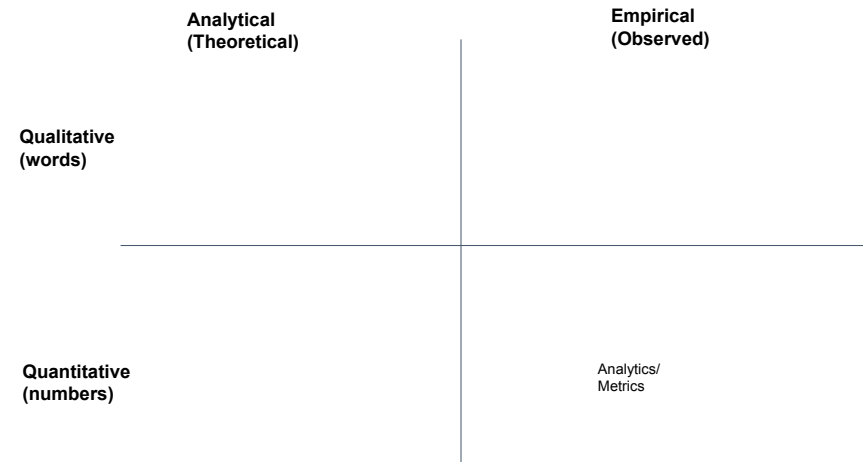 Analytical
(Theoretical)
Empirical
(Observed)
Qualitative
(words)
Quantitative
(numbers)
Analytics/
Metrics